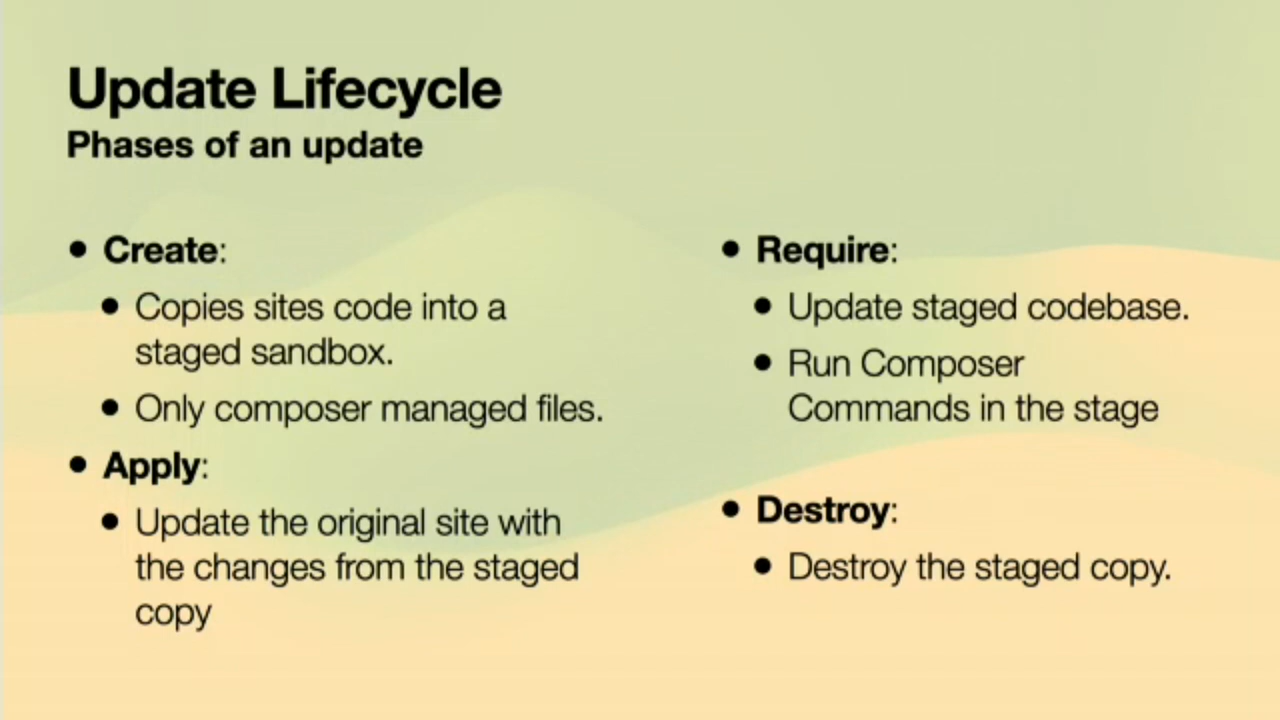 Update Lifecycle
Phases of an update
• Create:
• Copies sites code into a
staged sandbox.
• Only composer managed files.
• Apply:
• Update the original site with
the changes from the staged
copy
• Require:
• Update staged codebase.
• Run Composer
Commands in the stage
• Destroy:
• Destroy the staged copy.